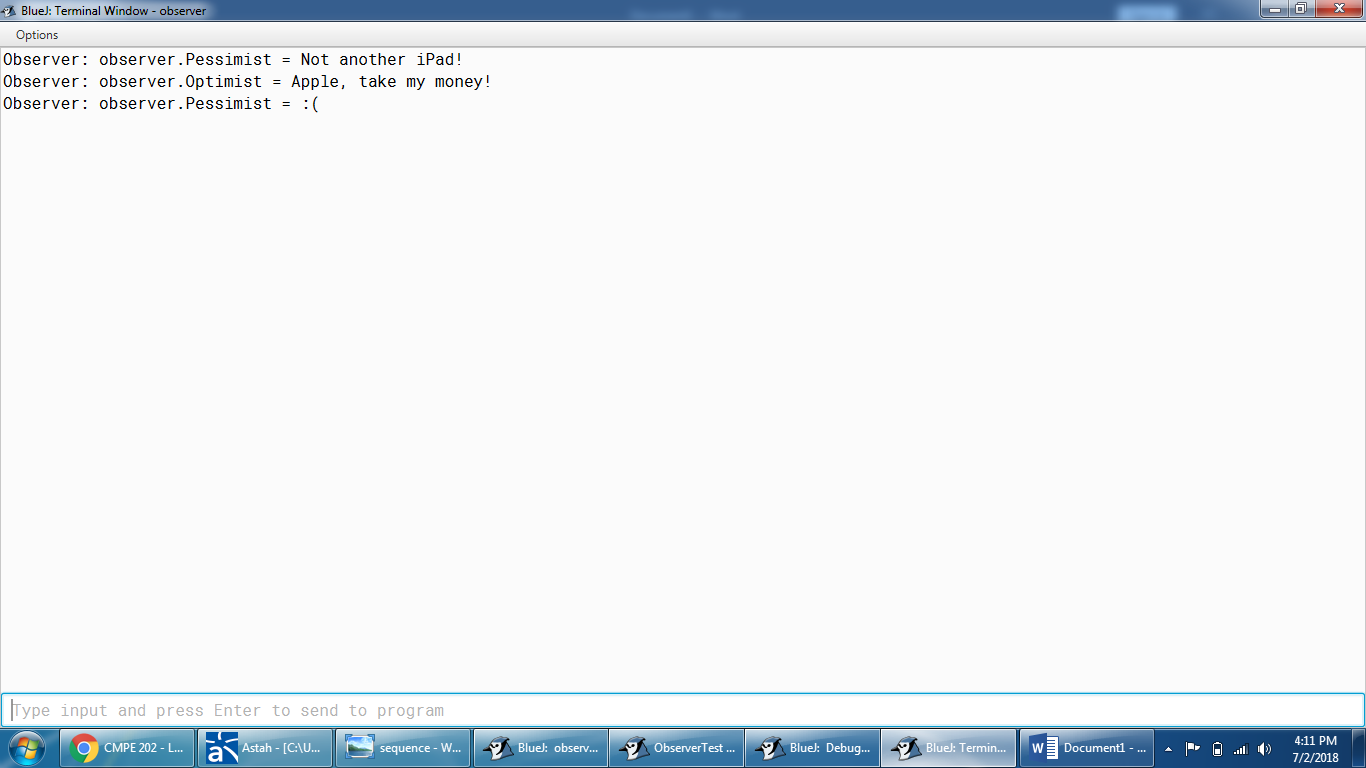 BlueJ: Terminal Window - observer
Options
Observer: observer.Pessimist = Not another iPad!
Observer: observer.Optimist = Apple, take my money!
Observer: observer.Pessimist = :(
Type input and press Enter to send to program
CMPE 202 - L...
Astah - [C:\U...
sequence - W...
BlueJ: observ...
ObserverTest ...
BlueJ: Debug...
BlueJ: Termin...
Document1 - ...
4:11 PM
7/2/2018